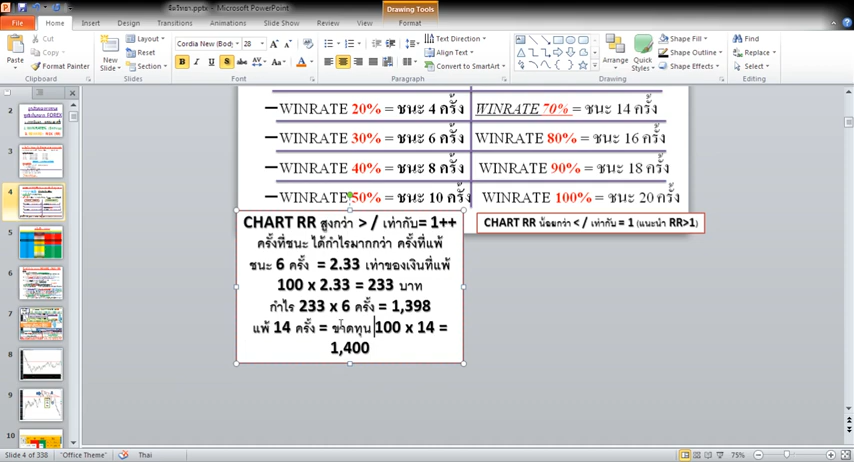 จิตวิทยา.pptx - Microsoft PowerPoint
Drawing Tools
File
Home
Insert
Design
Transitions
Animations
Slide Show
Review
View
Format
Paste
Cut
Copy
Format Painter
Clipboard
New Slide
Layout
Reset
Section
Slides
Cordia New (Body)
28
Font
Paragraph
Text Direction
Align Text
Convert to SmartArt
Arrange
Quick Styles
Shape Fill
Shape Outline
Shape Effects
Drawing
Find
Replace
Select
Editing
2
3
4
5
6
7
8
9
10
WINRATE 20% = ชนะ 4 ครั้ง
WINRATE 70% = ชนะ 14 ครั้ง
WINRATE 30% = ชนะ 6 ครั้ง
WINRATE 80% = ชนะ 16 ครั้ง
WINRATE 40% = ชนะ 8 ครั้ง
WINRATE 90% = ชนะ 18 ครั้ง
WINRATE 50% = ชนะ 10 ครั้ง
WINRATE 100% = ชนะ 20 ครั้ง
CHART RR สูงกว่า > / เท่ากับ= 1++
ครั้งที่ชนะ ได้กำไรมากกว่า ครั้งที่แพ้
ชนะ 6 ครั้ง = 2.33 เท่าของเงินที่แพ้
100 x 2.33 = 233 บาท
กำไร 233 x 6 ครั้ง = 1,398
แพ้ 14 ครั้ง = ขาดทุน 100 x 14 =
1,400
CHART RR น้อยกว่า < / เท่ากับ = 1 (แนะนำ RR>1)
Slide 4 of 338
"Office Theme"
Thai
75%